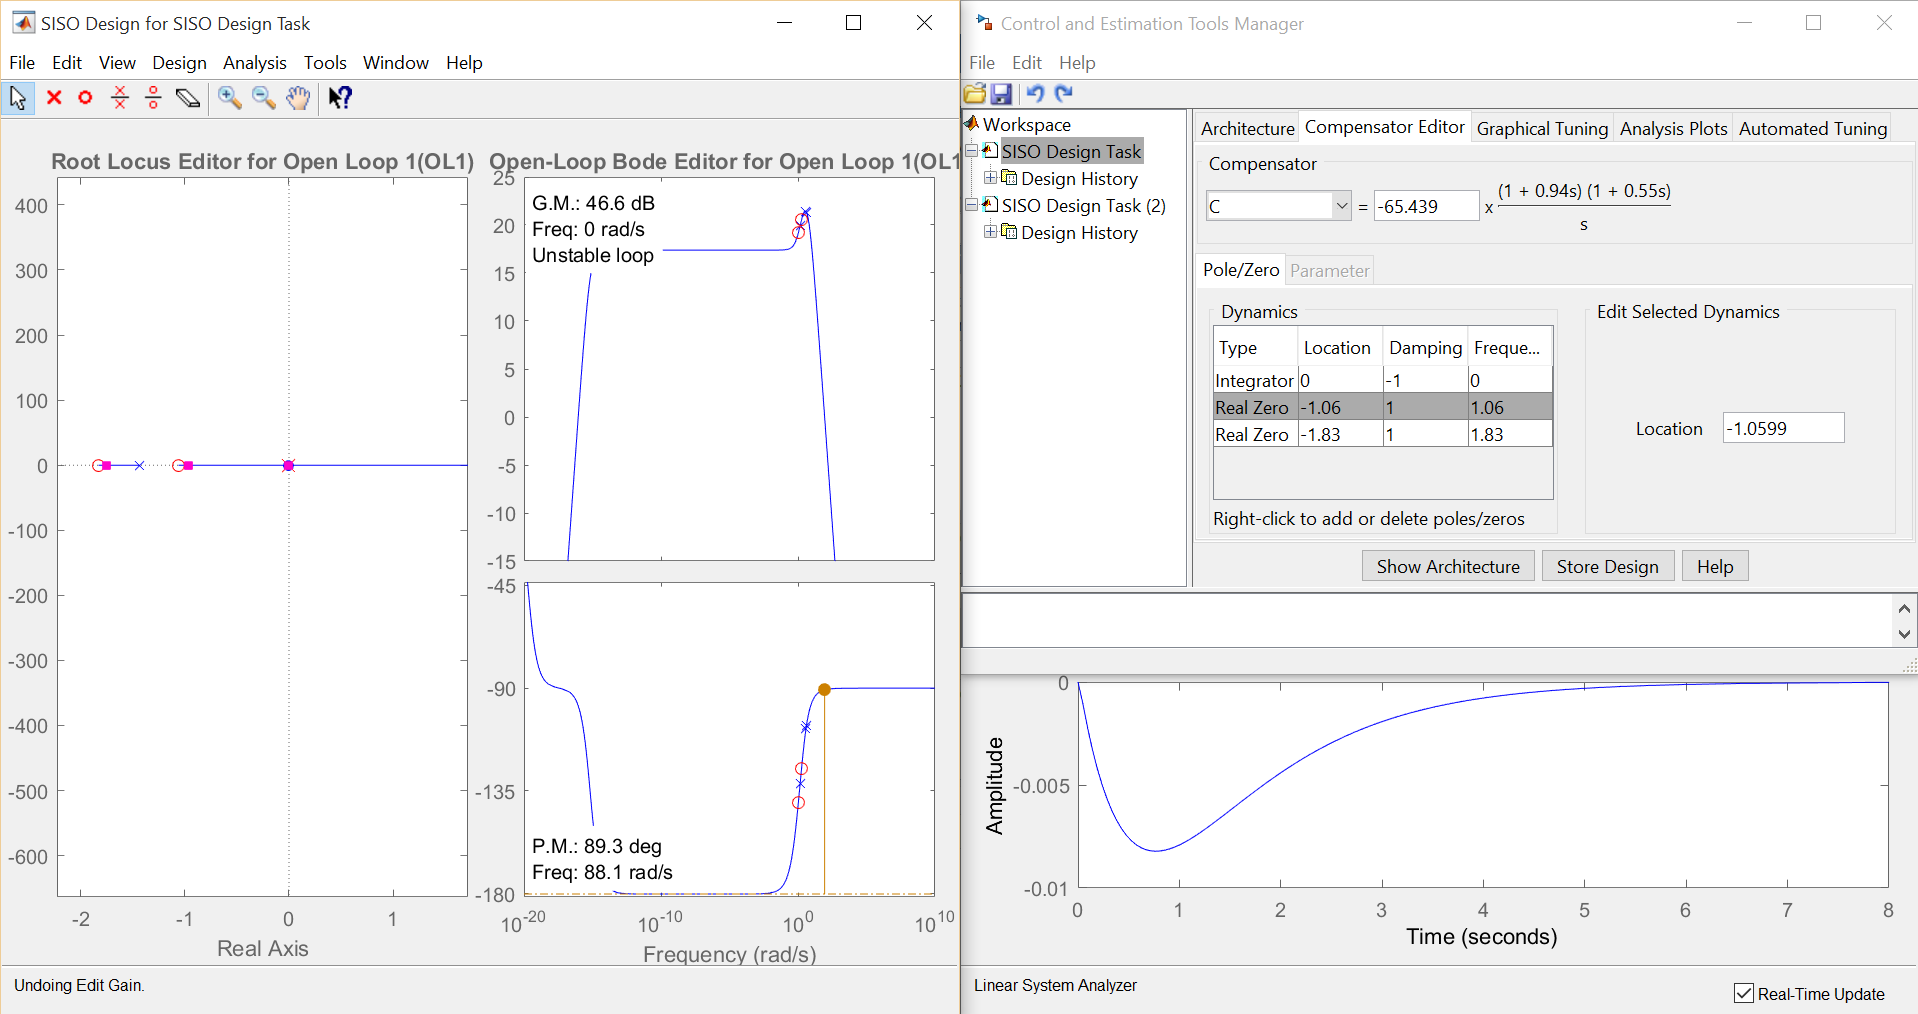 SISO Design for SISO Design Task
File Edit View Design Analysis Tools Window Help
Root Locus Editor for Open Loop 1(OL1)
400
300
200
100
0
-100
-200
-300
-400
-500
-600
-2 -1 0 1
Real Axis
Open-Loop Bode Editor for Open Loop 1(OL1
25
20
15
10
5
0
-5
-10
-15
G.M.: 46.6 dB
Freq: 0 rad/s
Unstable loop
-45
-90
-135
-180
P.M.: 89.3 deg
Freq: 88.1 rad/s
10^-20 10^-10 10^0 10^10
Frequency (rad/s)
Undoing Edit Gain.
Control and Estimation Tools Manager
File Edit Help
Workspace
SISO Design Task
Design History
SISO Design Task (2)
Design History
Architecture Compensator Editor Graphical Tuning Analysis Plots Automated Tuning
Compensator
C = -65.439 x (1 + 0.94s) (1 + 0.55s)
s
Pole/Zero Parameter
Dynamics
Type Location Damping Freque...
Integrator 0 -1 0
Real Zero -1.06 1 1.06
Real Zero -1.83 1 1.83
Right-click to add or delete poles/zeros
Edit Selected Dynamics
Location -1.0599
Show Architecture Store Design Help
0
-0.005
-0.01
Amplitude
0 1 2 3 4 5 6 7 8
Time (seconds)
Linear System Analyzer
Real-Time Update